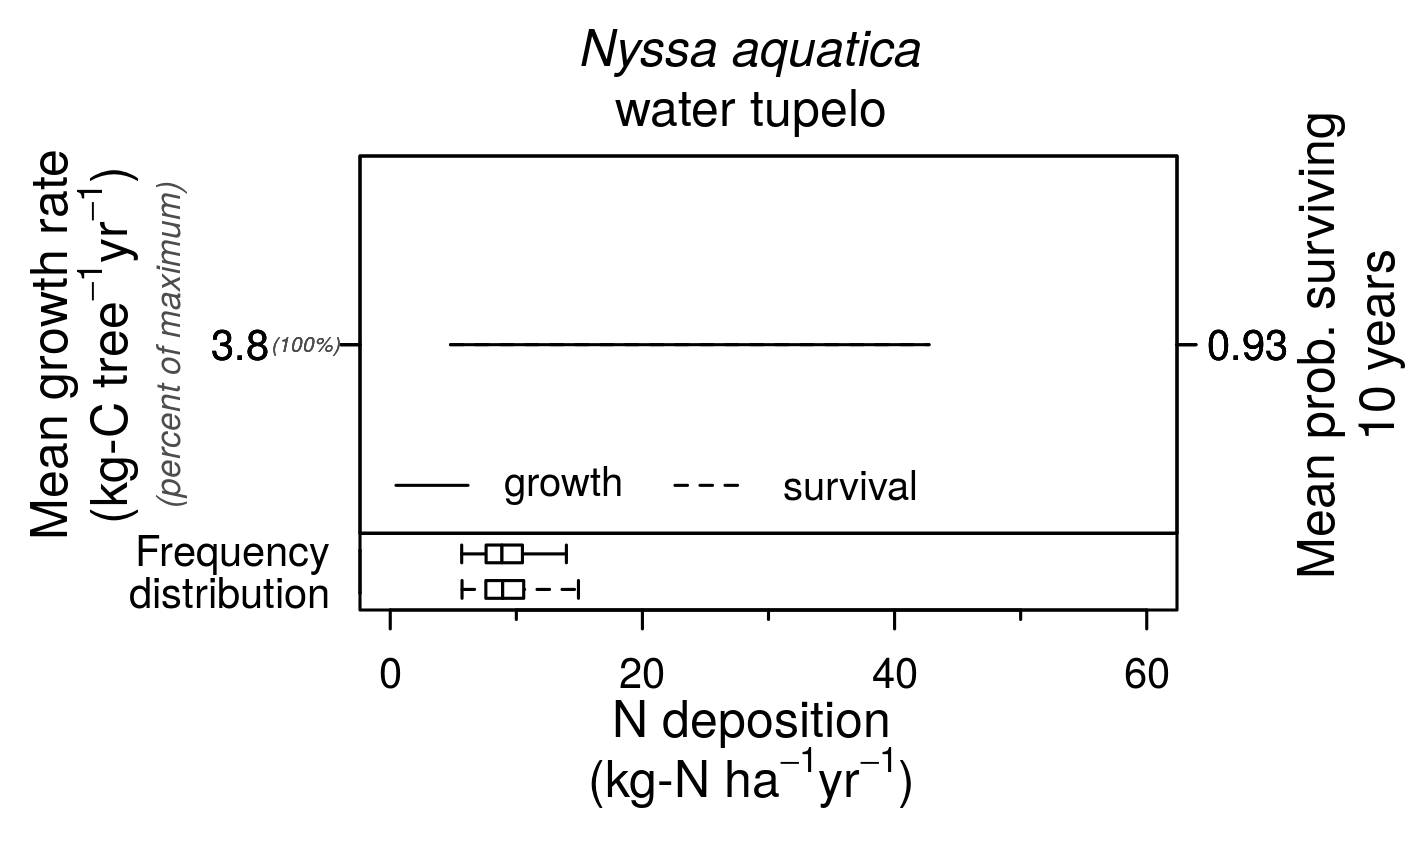 Nyssa aquatica
water tupelo
Mean growth rate
(kg-C tree⁻¹yr⁻¹)
(percent of maximum)
3.8 (100%)
0.93
Mean prob. surviving
10 years
growth survival
Frequency
distribution
0 20 40 60
N deposition
(kg-N ha⁻¹yr⁻¹)